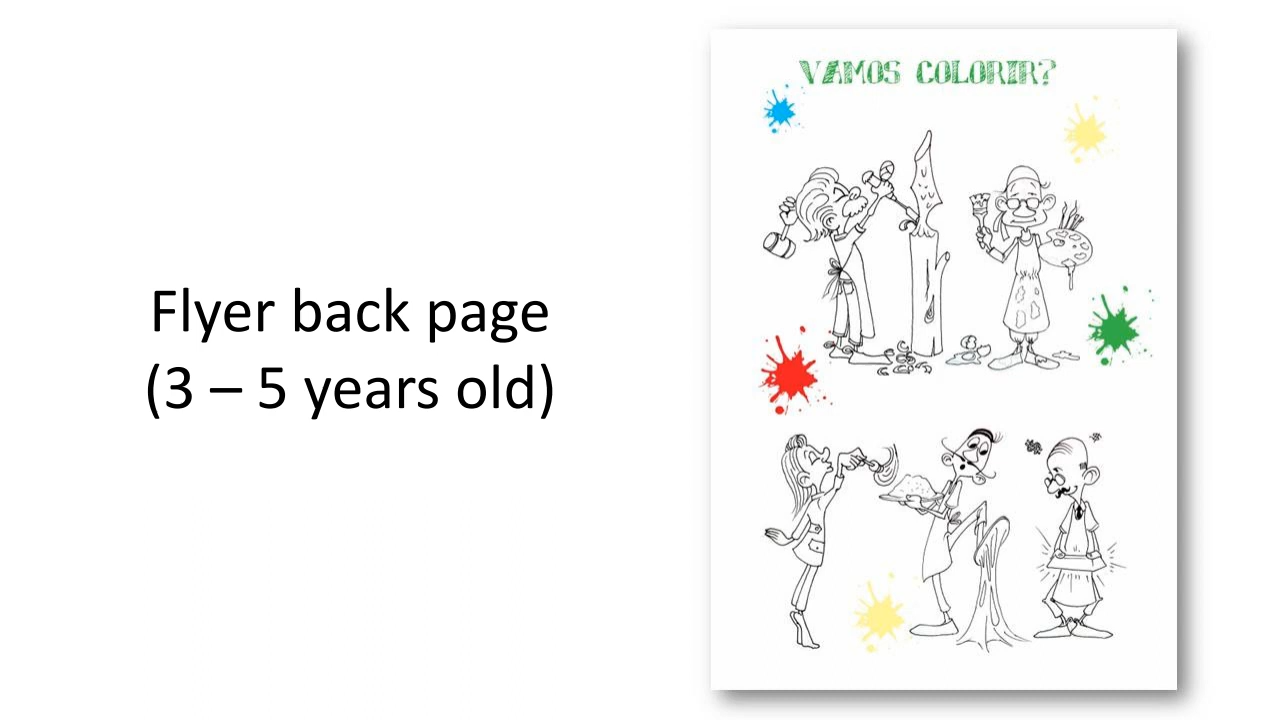 Flyer back page
(3 – 5 years old)
VAMOS COLORIR?